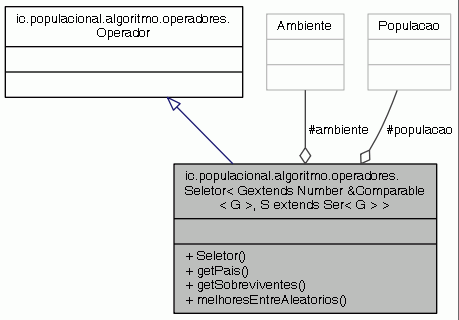 ic.populacional.algoritmo.operadores.
Operador
Ambiente
Populacao
#ambiente
#populacao
ic.populacional.algoritmo.operadores.
Seletor< Gextends Number &Comparable
< G >, S extends Ser< G > >
+ Seletor()
+ getPais()
+ getSobreviventes()
+ melhoresEntreAleatorios()